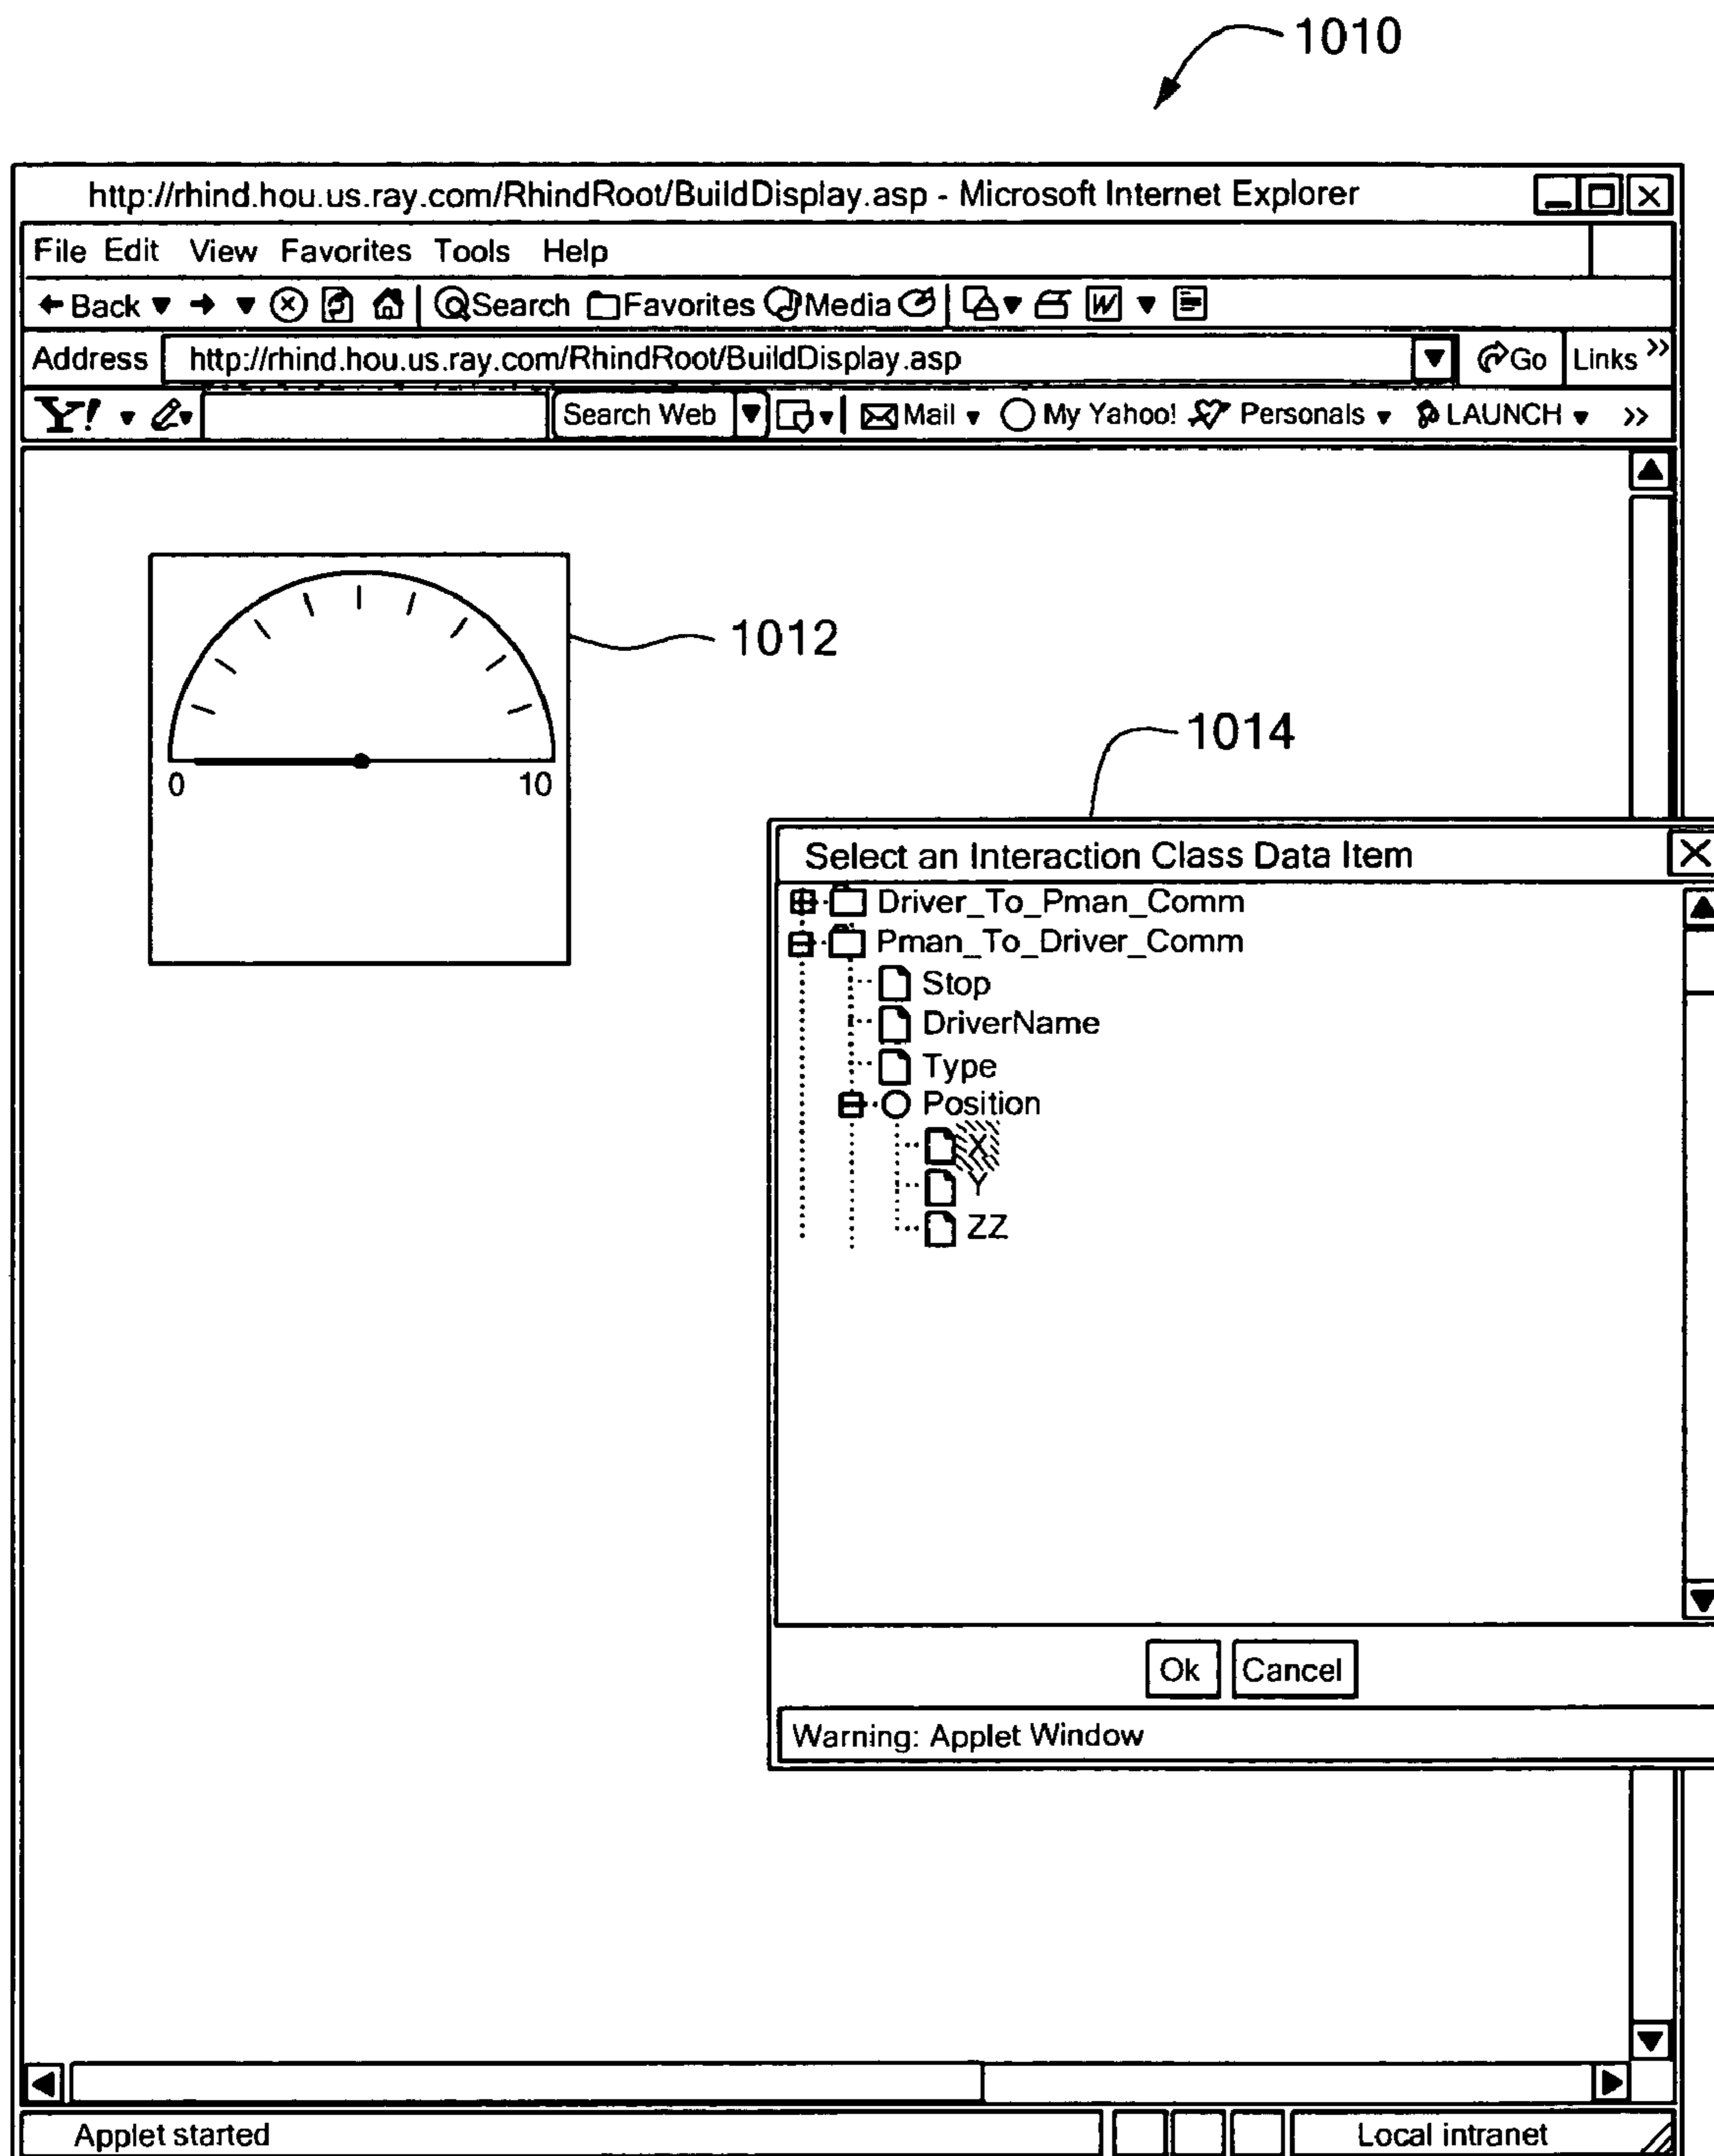 1010
http://rhind.hou.us.ray.com/RhindRoot/BuildDisplay.asp - Microsoft Internet Explorer
File Edit View Favorites Tools Help
Back Search Favorites Media W
Address http://rhind.hou.us.ray.com/RhindRoot/BuildDisplay.asp Go Links >>
Y! Search Web Mail My Yahoo! Personals LAUNCH >>
1012
0 10
1014
Select an Interaction Class Data Item
Driver_To_Pman_Comm
Pman_To_Driver_Comm
Stop
DriverName
Type
Position
X
Y
ZZ
Ok Cancel
Warning: Applet Window
Applet started Local intranet